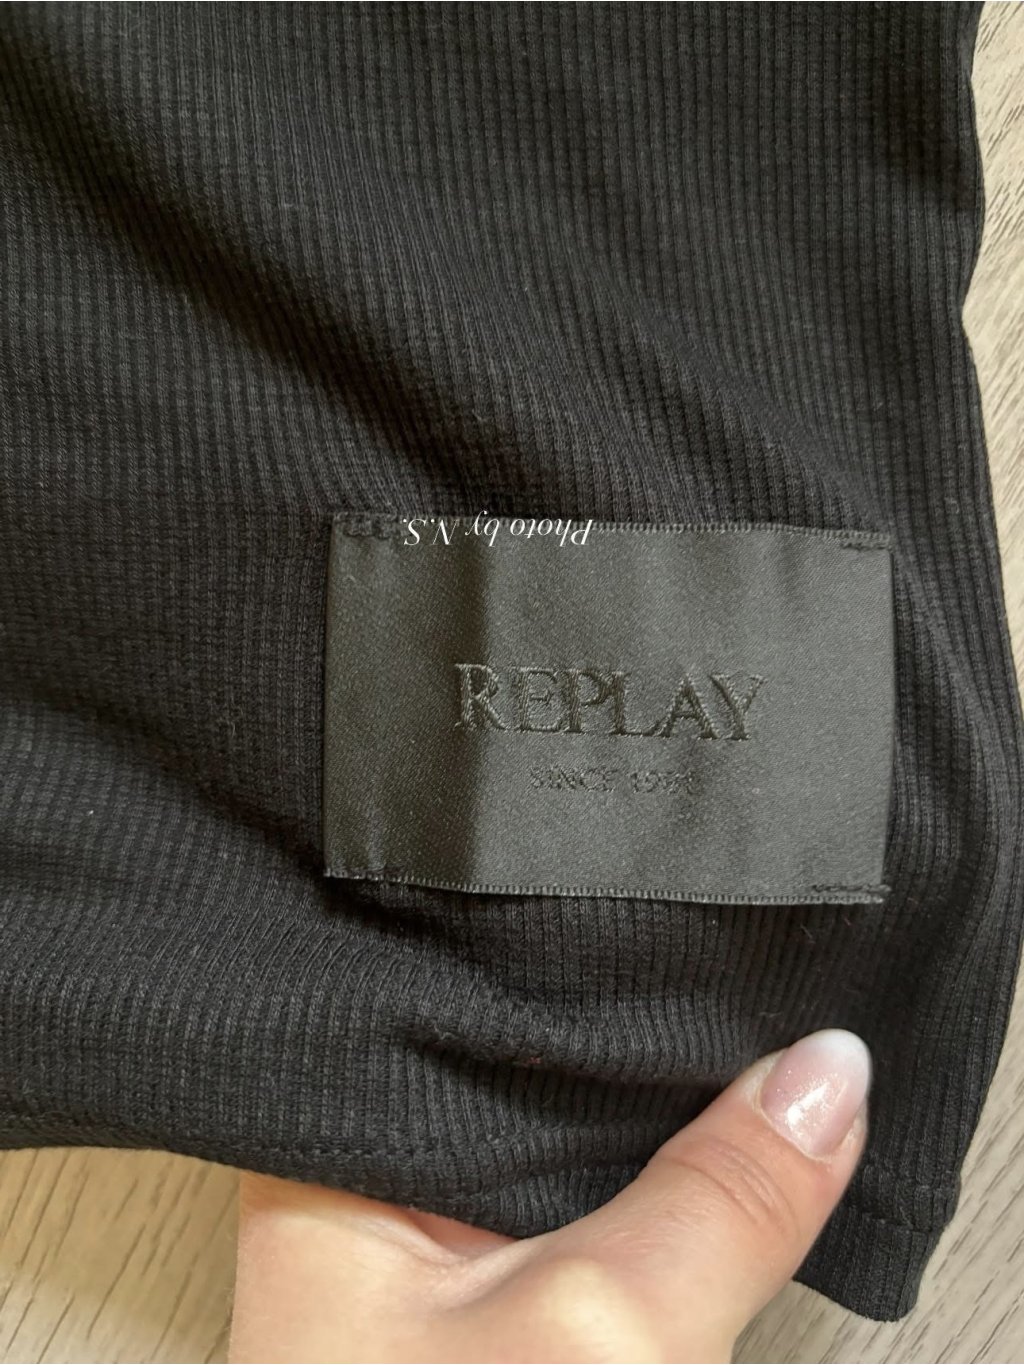 Photo by N.S.
REPLAY
SINCE